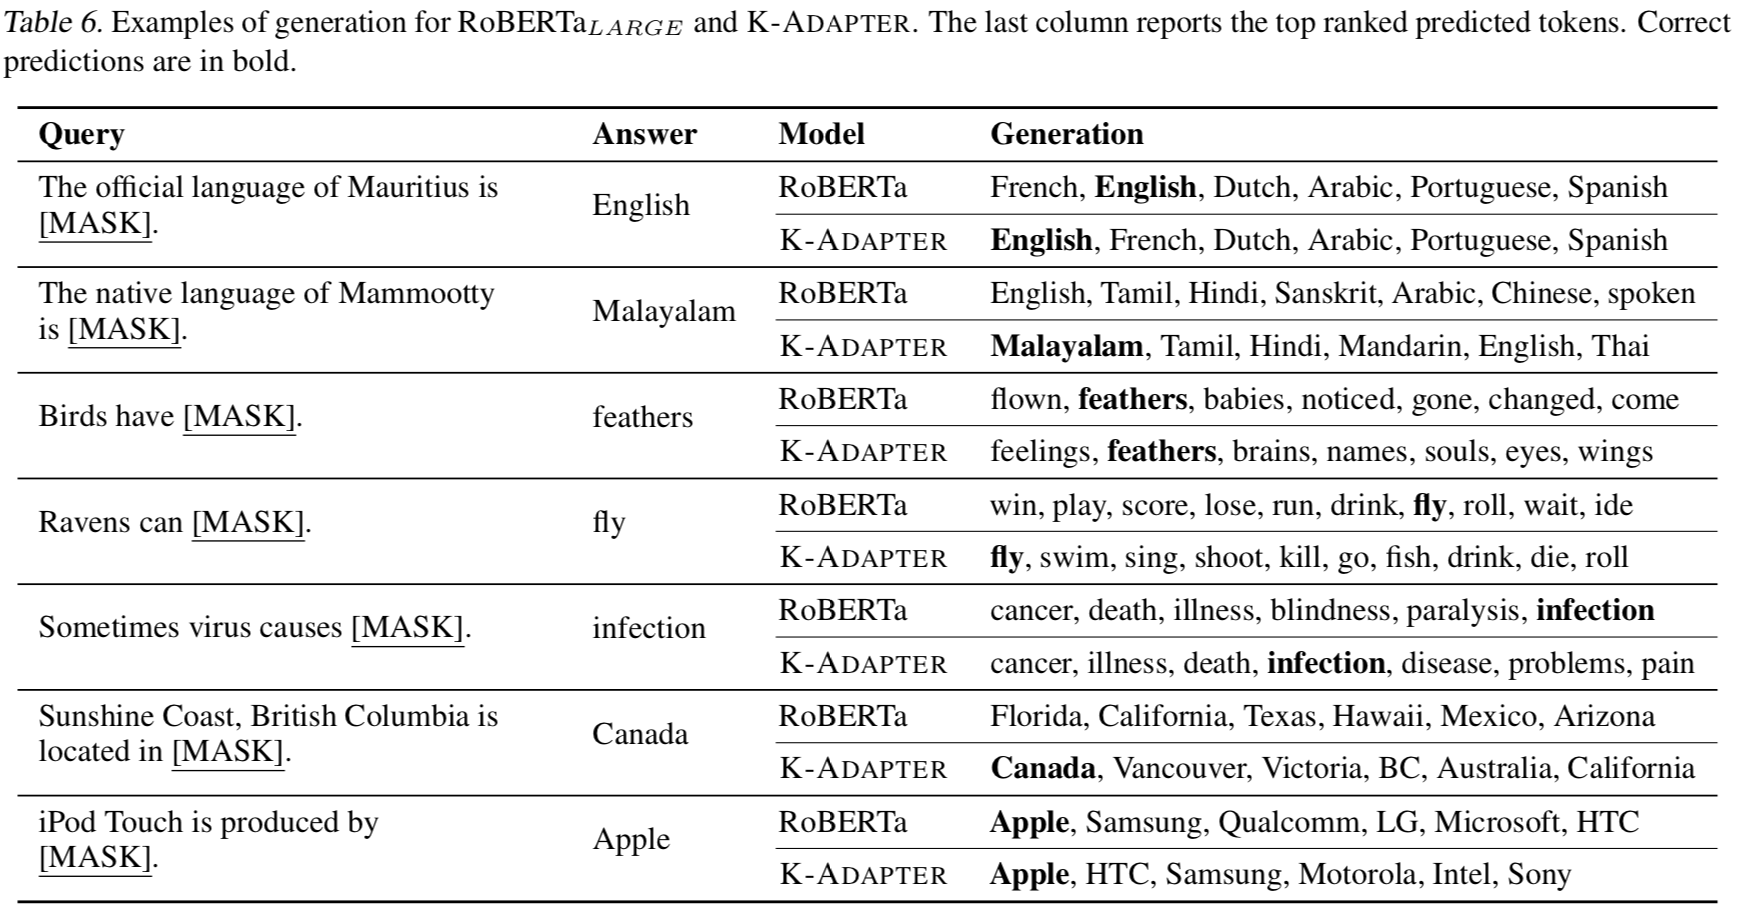 Table 6. Examples of generation for RoBERTaLARGE and K-ADAPTER. The last column reports the top ranked predicted tokens. Correct
predictions are in bold.
Query Answer Model Generation
The official language of Mauritius is
[MASK].
English
RoBERTa French, English, Dutch, Arabic, Portuguese, Spanish
K-ADAPTER English, French, Dutch, Arabic, Portuguese, Spanish
The native language of Mammootty
is [MASK].
Malayalam
RoBERTa English, Tamil, Hindi, Sanskrit, Arabic, Chinese, spoken
K-ADAPTER Malayalam, Tamil, Hindi, Mandarin, English, Thai
Birds have [MASK].
feathers
RoBERTa flown, feathers, babies, noticed, gone, changed, come
K-ADAPTER feelings, feathers, brains, names, souls, eyes, wings
Ravens can [MASK].
fly
RoBERTa win, play, score, lose, run, drink, fly, roll, wait, ide
K-ADAPTER fly, swim, sing, shoot, kill, go, fish, drink, die, roll
Sometimes virus causes [MASK].
infection
RoBERTa cancer, death, illness, blindness, paralysis, infection
K-ADAPTER cancer, illness, death, infection, disease, problems, pain
Sunshine Coast, British Columbia is
located in [MASK].
Canada
RoBERTa Florida, California, Texas, Hawaii, Mexico, Arizona
K-ADAPTER Canada, Vancouver, Victoria, BC, Australia, California
iPod Touch is produced by
[MASK].
Apple
RoBERTa Apple, Samsung, Qualcomm, LG, Microsoft, HTC
K-ADAPTER Apple, HTC, Samsung, Motorola, Intel, Sony